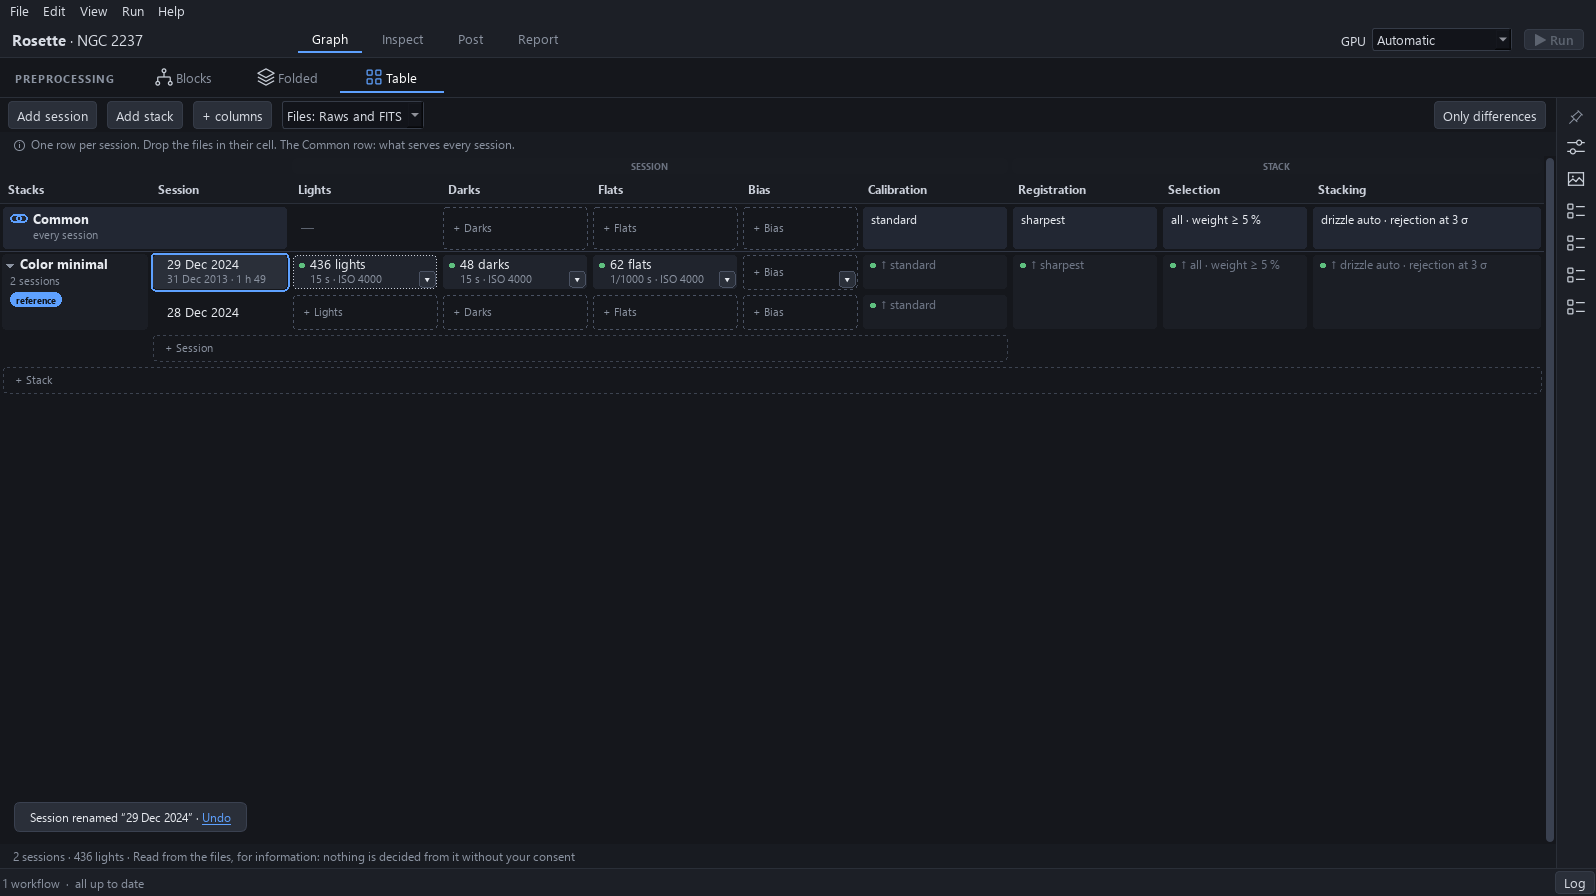 File Edit View Run Help
Rosette · NGC 2237
Graph Inspect Post Report
GPU Automatic Run
PREPROCESSING Blocks Folded Table
Add session Add stack + columns Files: Raws and FITS Only differences
One row per session. Drop the files in their cell. The Common row: what serves every session.
SESSION STACK
Stacks Session Lights Darks Flats Bias Calibration Registration Selection Stacking
Common — + Darks + Flats + Bias standard sharpest all · weight ≥ 5 % drizzle auto · rejection at 3 σ
every session
Color minimal 29 Dec 2024 436 lights 48 darks 62 flats + Bias ↑ standard ↑ sharpest ↑ all · weight ≥ 5 % ↑ drizzle auto · rejection at 3 σ
2 sessions 31 Dec 2013 · 1 h 49 15 s · ISO 4000 15 s · ISO 4000 1/1000 s · ISO 4000
reference
28 Dec 2024 + Lights + Darks + Flats + Bias ↑ standard
+ Session
+ Stack
Session renamed “29 Dec 2024” · Undo
2 sessions · 436 lights · Read from the files, for information: nothing is decided from it without your consent
1 workflow · all up to date Log